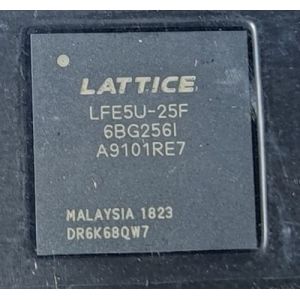 LATTICE
LFE5U-25F
6BG256I
A9101RE7
MALAYSIA 1823
DR6K68QW7